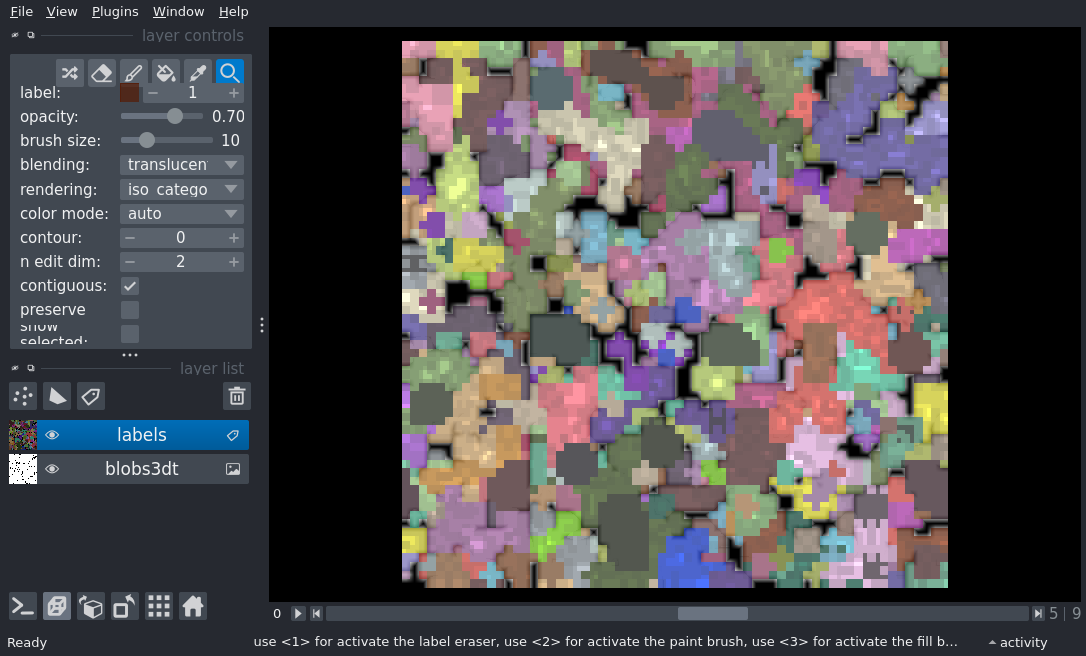 File View Plugins Window Help
layer controls
label: 1
opacity: 0.70
brush size: 10
blending: translucen
rendering: iso catego
color mode: auto
contour: 0
n edit dim: 2
contiguous:
preserve
show
selected:
layer list
labels
blobs3dt
0 5 | 9
Ready use <1> for activate the label eraser, use <2> for activate the paint brush, use <3> for activate the fill b... activity